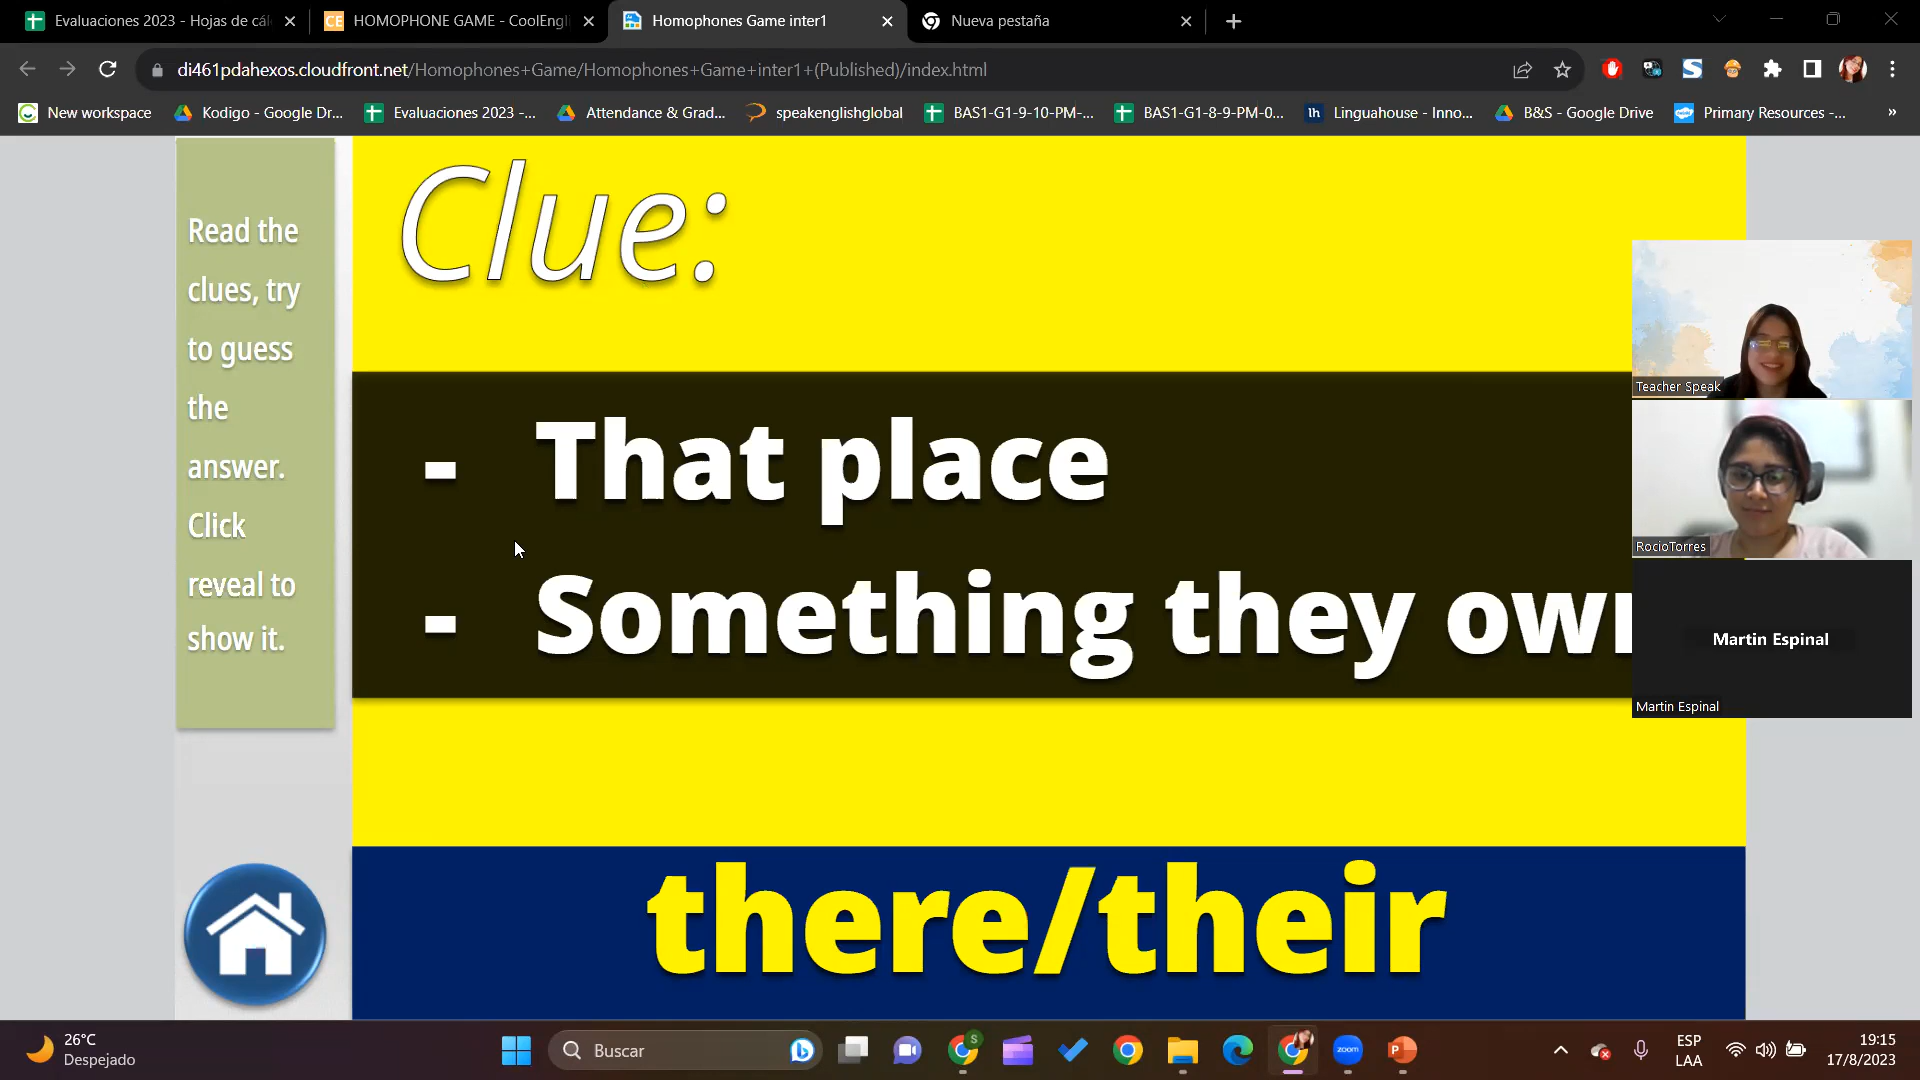 Evaluaciones 2023 - Hojas de cál
HOMOPHONE GAME - CoolEngli
Homophones Game inter1
Nueva pestaña
di461pdahexos.cloudfront.net/Homophones+Game/Homophones+Game+inter1+(Published)/index.html
New workspace
Kodigo - Google Dr...
Evaluaciones 2023 -...
Attendance & Grad...
speakenglishglobal
BAS1-G1-9-10-PM-...
BAS1-G1-8-9-PM-0...
Linguahouse - Inno...
B&S - Google Drive
Primary Resources -...
»
Read the
clues, try
to guess
the
answer.
Click
reveal to
show it.
Clue:
- That place
- Something they own
there/their
Teacher Speak
RocioTorres
Martin Espinal
Martin Espinal
26°C
Despejado
Buscar
zoom
ESP
LAA
19:15
17/8/2023